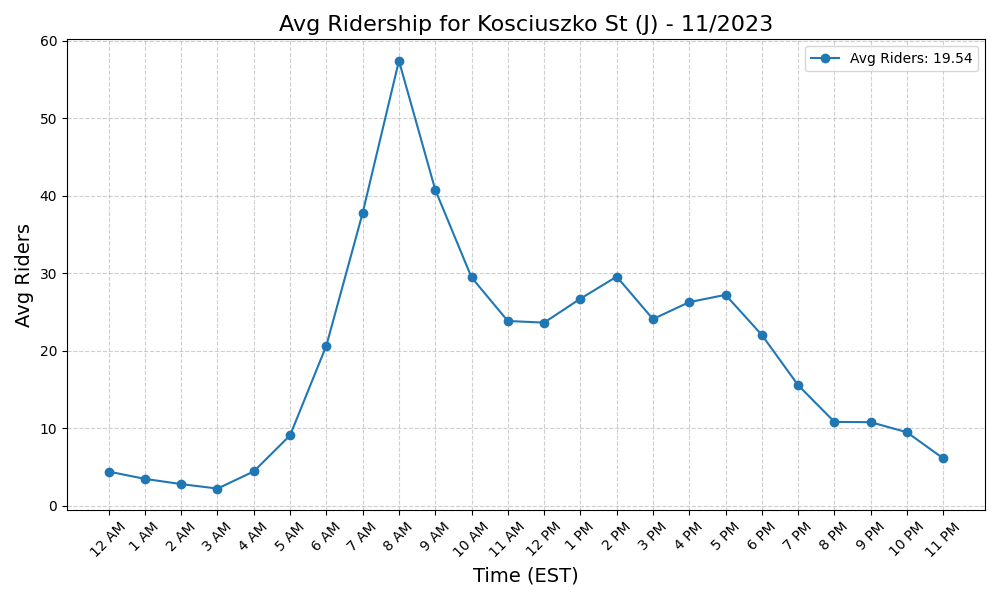 Avg Ridership for Kosciuszko St (J) - 11/2023
Avg Riders: 19.54
60
50
40
30
20
10
0
Avg Riders
12 AM
1 AM
2 AM
3 AM
4 AM
5 AM
6 AM
7 AM
8 AM
9 AM
10 AM
11 AM
12 PM
1 PM
2 PM
3 PM
4 PM
5 PM
6 PM
7 PM
8 PM
9 PM
10 PM
11 PM
Time (EST)